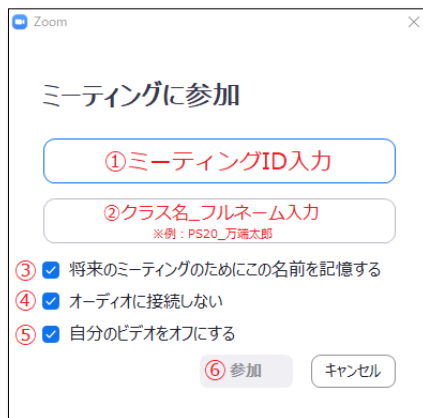 Zoom
ミーティングに参加
①ミーティングID入力
②クラス名_フルネーム入力
※例：PS20_万端太郎
③ 将来のミーティングのためにこの名前を記憶する
④ オーディオに接続しない
⑤ 自分のビデオをオフにする
⑥ 参加 キャンセル